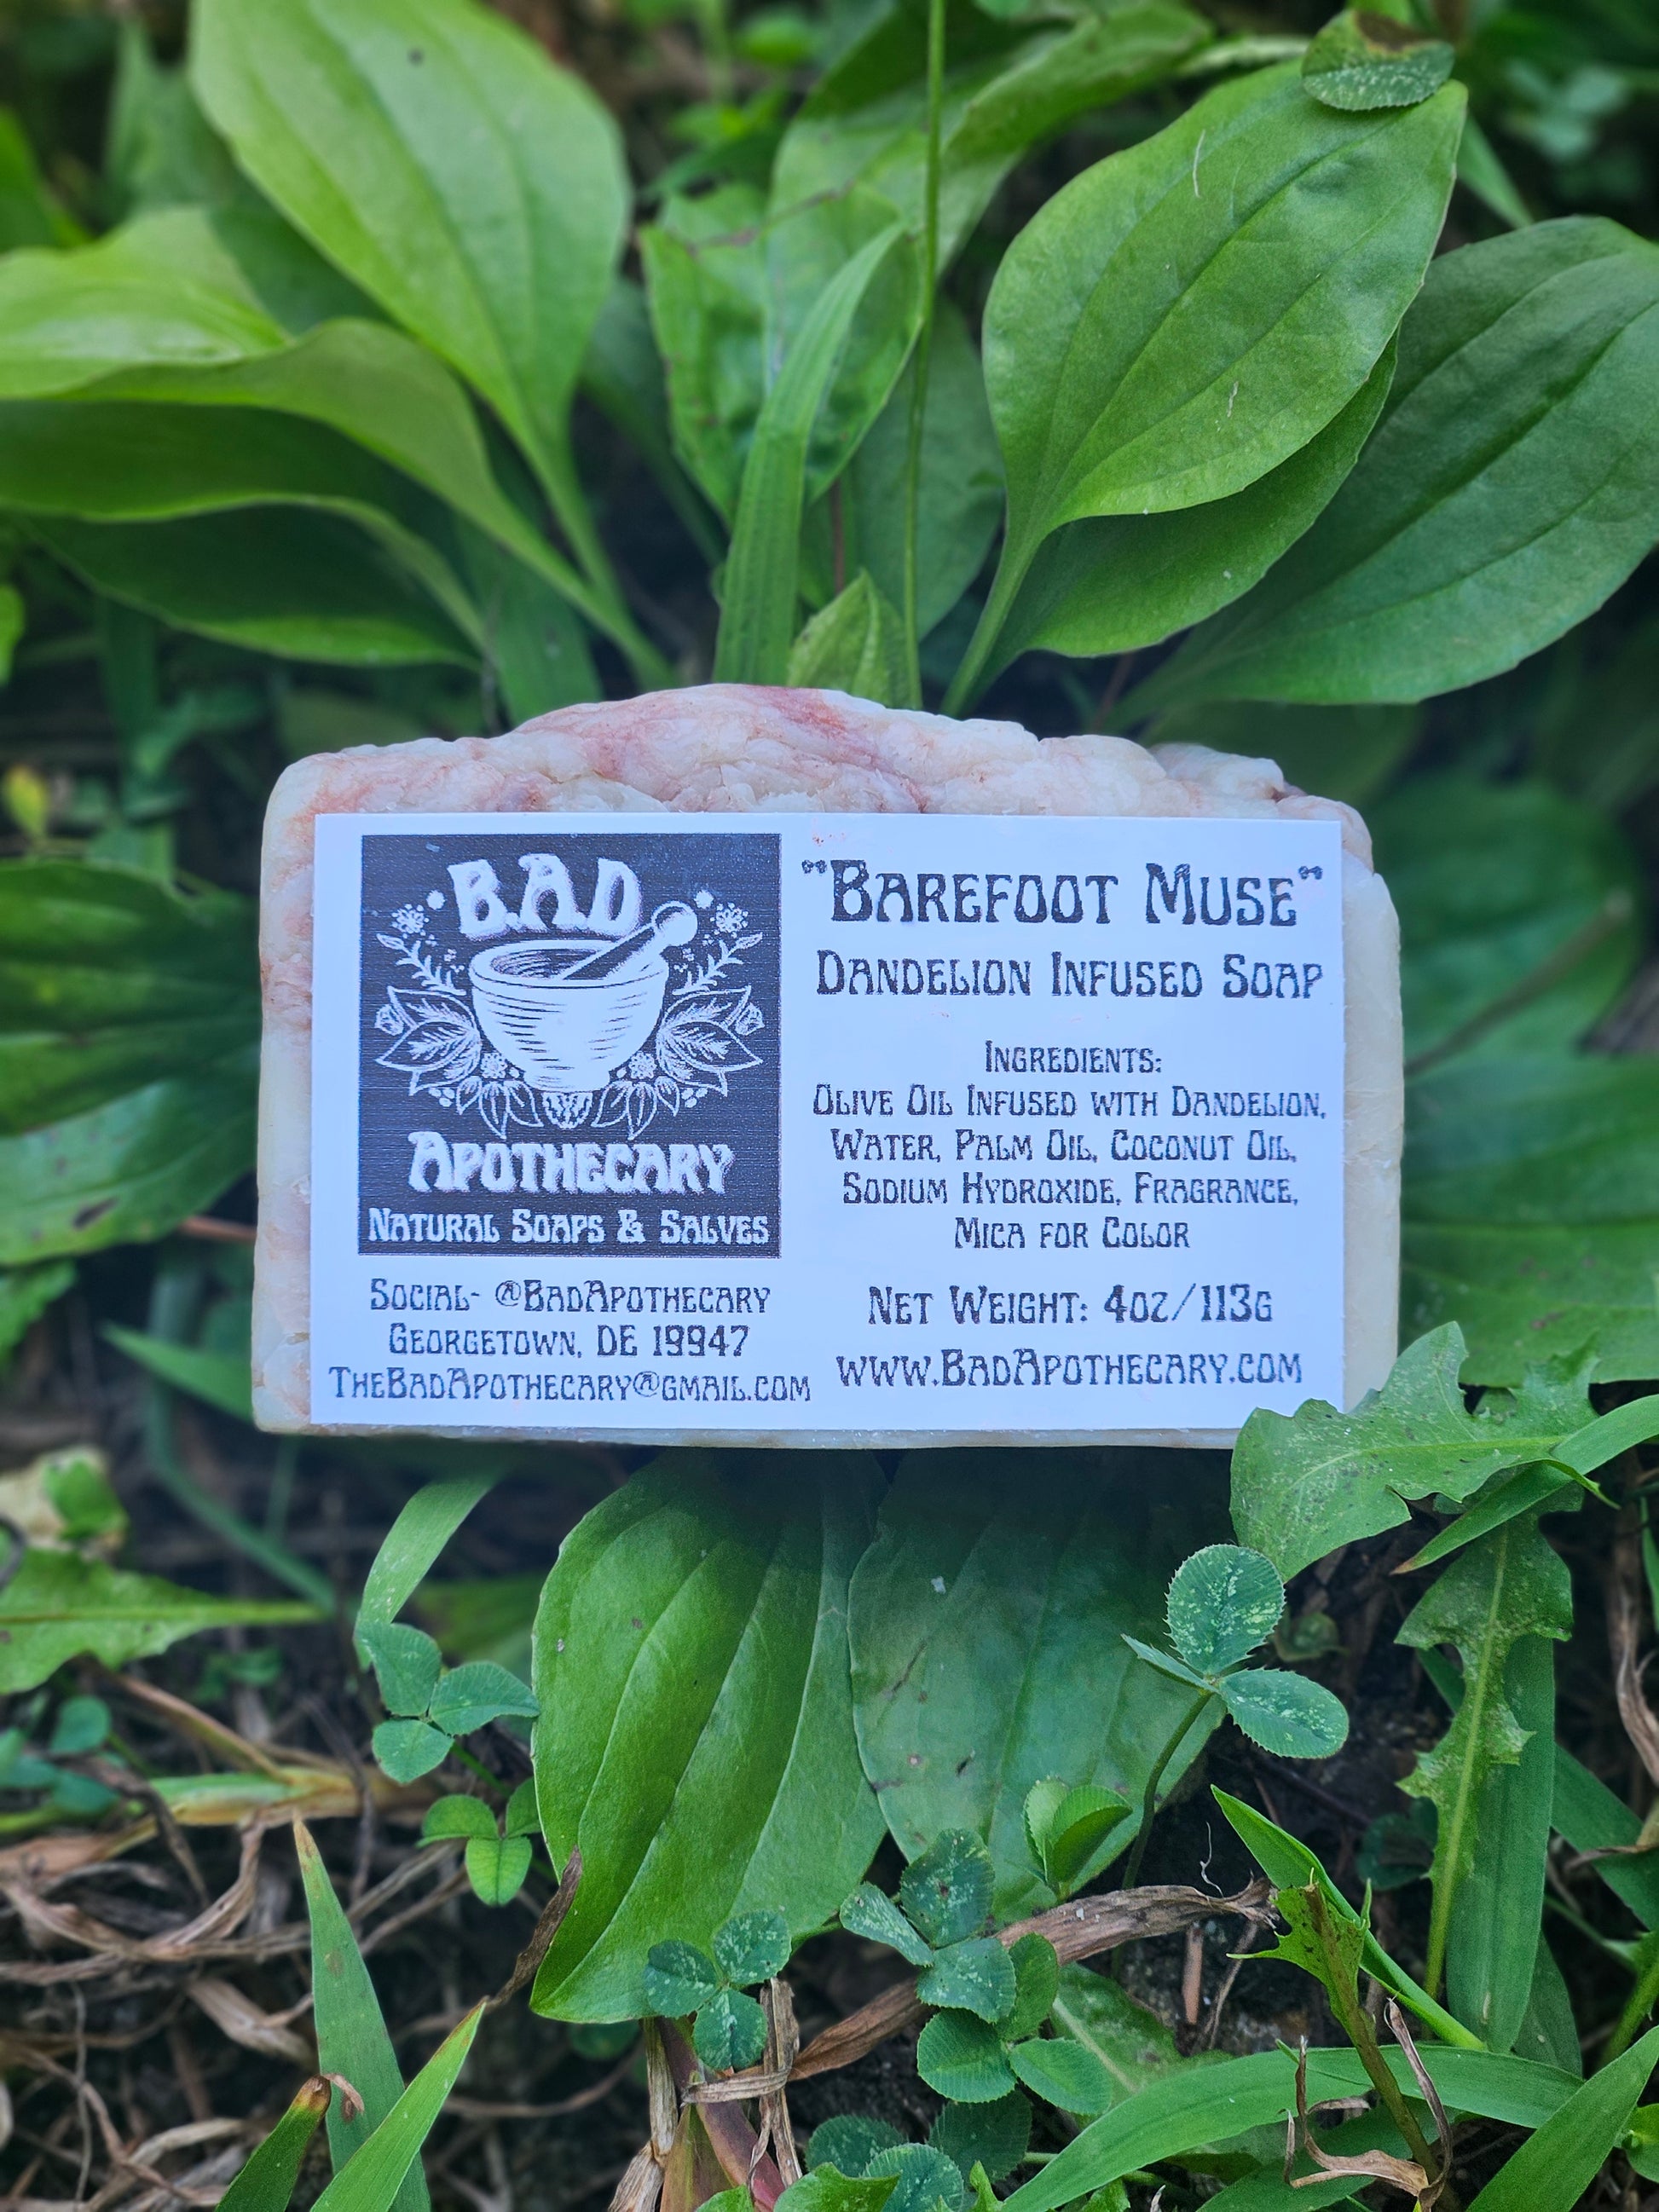 B.A.D
Apothecary
Natural Soaps & Salves
Social- @BadApothecary
Georgetown, DE 19947
TheBadApothecary@gmail.com
"Barefoot Muse"
Dandelion Infused Soap
Ingredients:
Olive Oil Infused with Dandelion,
Water, Palm Oil, Coconut Oil,
Sodium Hydroxide, Fragrance,
Mica for Color
Net Weight: 4oz/113g
www.BadApothecary.com